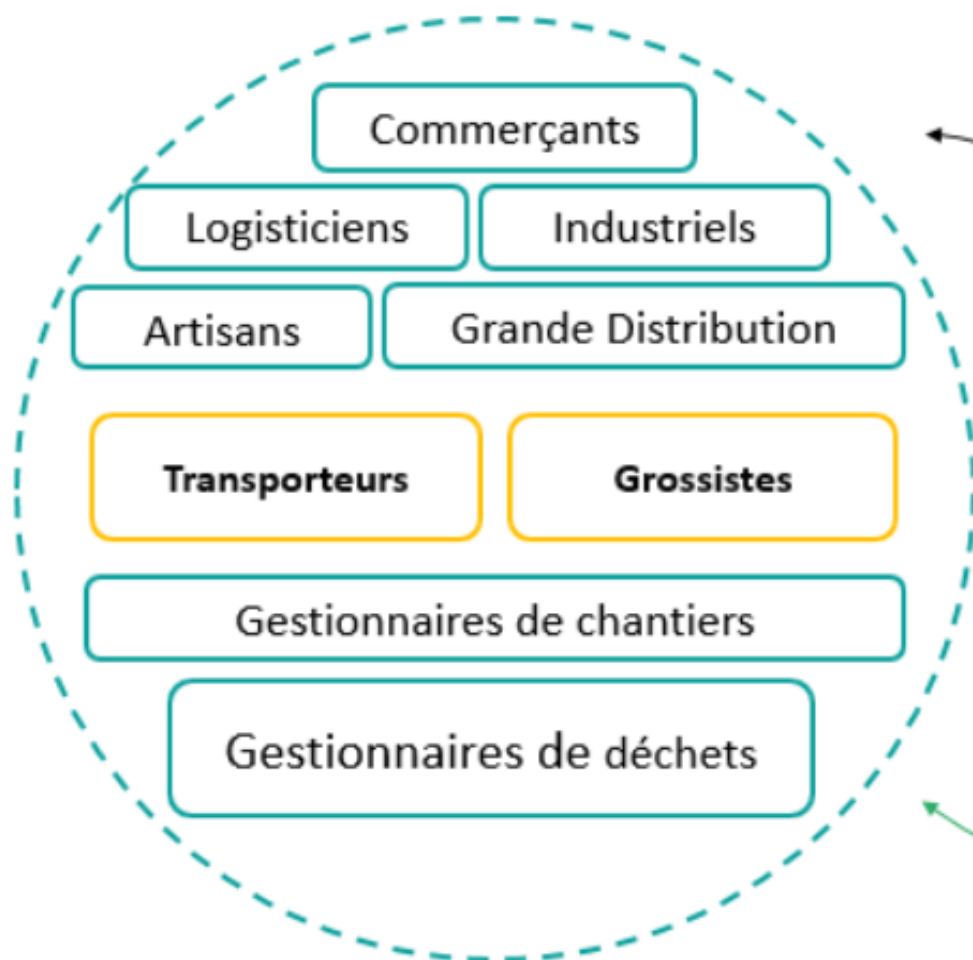 Commerçants
Logisticiens
Industriels
Artisans
Grande Distribution
Transporteurs
Grossistes
Gestionnaires de chantiers
Gestionnaires de déchets